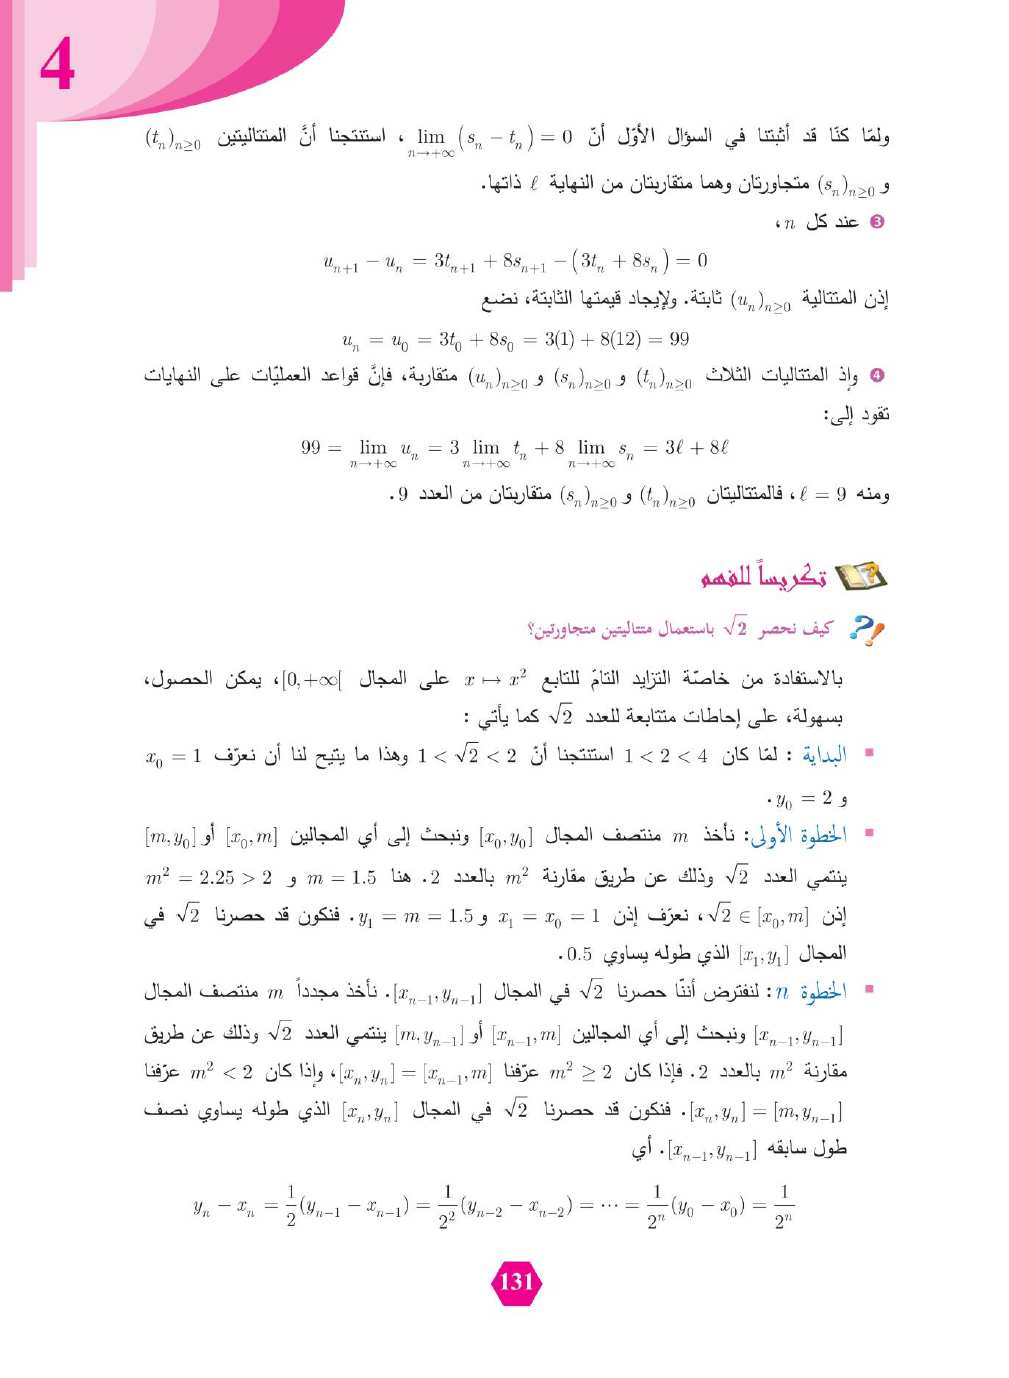 4
ولمّا كنّا قد أثبتنا في السؤال الأوّل أنّ lim_{n→+∞} (s_n − t_n) = 0 ، استنتجنا أنَّ المتتاليتين (t_n)_{n≥0}
و (s_n)_{n≥0} متجاورتان وهما متقاربتان من النهاية ℓ ذاتها.
❸ عند كل n،
u_{n+1} − u_n = 3t_{n+1} + 8s_{n+1} − (3t_n + 8s_n) = 0
إذن المتتالية (u_n)_{n≥0} ثابتة. ولإيجاد قيمتها الثابتة، نضع
u_n = u_0 = 3t_0 + 8s_0 = 3(1) + 8(12) = 99
❹ وإذ المتتاليات الثلاث (t_n)_{n≥0} و (s_n)_{n≥0} و (u_n)_{n≥0} متقاربة، فإنَّ قواعد العمليّات على النهايات
تقود إلى:
99 = lim_{n→+∞} u_n = 3 lim_{n→+∞} t_n + 8 lim_{n→+∞} s_n = 3ℓ + 8ℓ
ومنه ℓ = 9، فالمتتاليتان (t_n)_{n≥0} و (s_n)_{n≥0} متقاربتان من العدد 9.
تكريساً للفهم
كيف نحصر √2 باستعمال متتاليتين متجاورتين؟
بالاستفادة من خاصّة التزايد التامّ للتابع x ↦ x² على المجال [0,+∞[، يمكن الحصول،
بسهولة، على إحاطات متتابعة للعدد √2 كما يأتي :
▪ البداية : لمّا كان 1 < 2 < 4 استنتجنا أنّ 1 < √2 < 2 وهذا ما يتيح لنا أن نعرّف x_0 = 1
و y_0 = 2.
▪ الخطوة الأولى: نأخذ m منتصف المجال [x_0, y_0] ونبحث إلى أي المجالين [x_0, m] أو [m, y_0]
ينتمي العدد √2 وذلك عن طريق مقارنة m² بالعدد 2. هنا m = 1.5 و m² = 2.25 > 2
إذن √2 ∈ [x_0, m]، نعرّف إذن x_1 = x_0 = 1 و y_1 = m = 1.5. فنكون قد حصرنا √2 في
المجال [x_1, y_1] الذي طوله يساوي 0.5.
▪ الخطوة n: لنفترض أننّا حصرنا √2 في المجال [x_{n−1}, y_{n−1}]. نأخذ مجدداً m منتصف المجال
[x_{n−1}, y_{n−1}] ونبحث إلى أي المجالين [x_{n−1}, m] أو [m, y_{n−1}] ينتمي العدد √2 وذلك عن طريق
مقارنة m² بالعدد 2. فإذا كان m² ≥ 2 عرّفنا [x_n, y_n] = [x_{n−1}, m]، وإذا كان m² < 2 عرّفنا
[x_n, y_n] = [m, y_{n−1}]. فنكون قد حصرنا √2 في المجال [x_n, y_n] الذي طوله يساوي نصف
طول سابقه [x_{n−1}, y_{n−1}]. أي
y_n − x_n = 1/2 (y_{n−1} − x_{n−1}) = 1/2² (y_{n−2} − x_{n−2}) = ⋯ = 1/2ⁿ (y_0 − x_0) = 1/2ⁿ
131